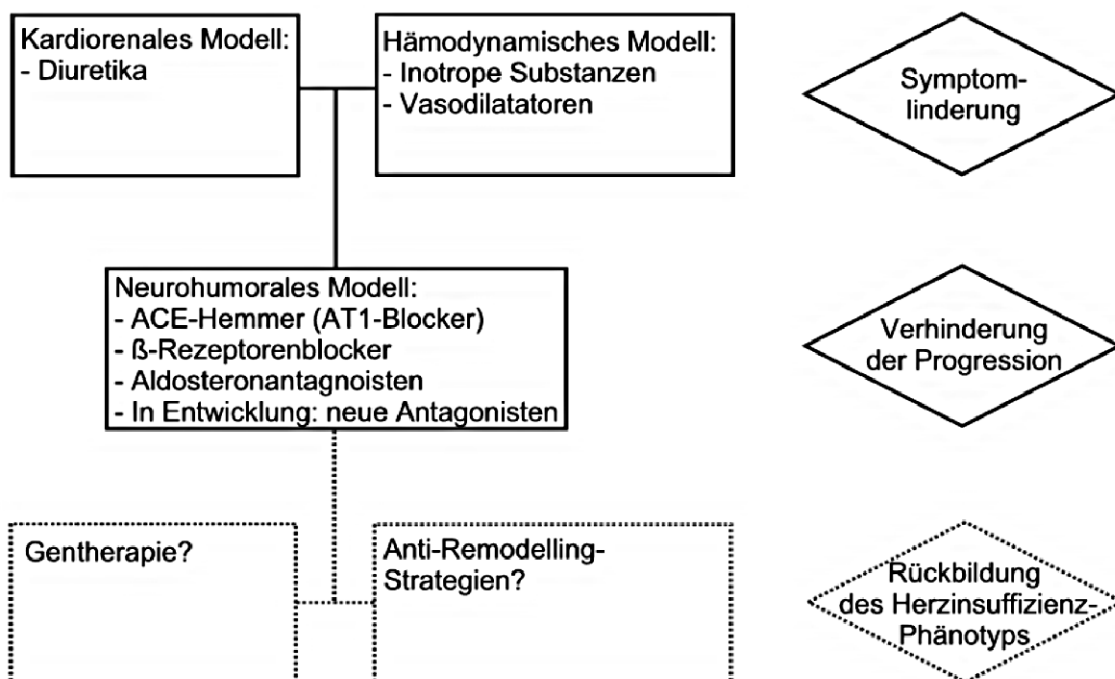 Kardiorenales Modell:
- Diuretika
Hämodynamisches Modell:
- Inotrope Substanzen
- Vasodilatatoren
Symptom-
linderung
Neurohumorales Modell:
- ACE-Hemmer (AT1-Blocker)
- ß-Rezeptorenblocker
- Aldosteronantagnoisten
- In Entwicklung: neue Antagonisten
Verhinderung
der Progression
Gentherapie?
Anti-Remodelling-
Strategien?
Rückbildung
des Herzinsuffizienz-
Phänotyps